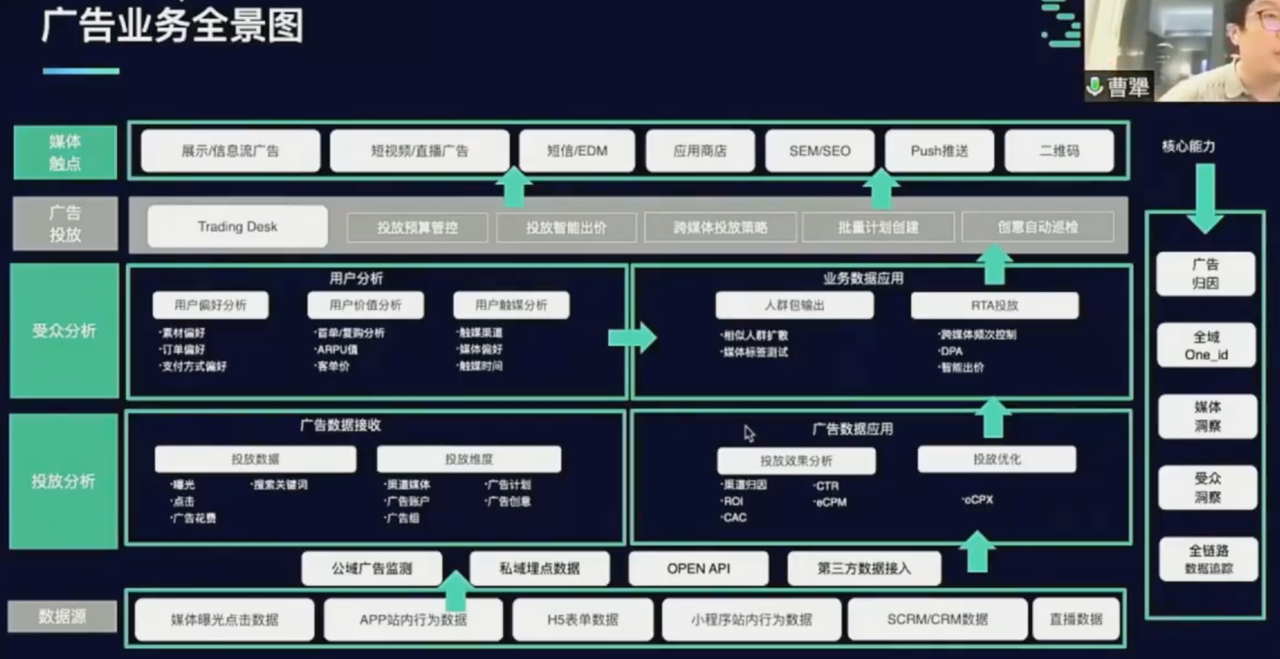 广告业务全景图
曹犟
媒体
触点
展示/信息流广告
短视频/直播广告
短信/EDM
应用商店
SEM/SEO
Push推送
二维码
核心能力
广告
投放
Trading Desk
投放预算管控
投放智能出价
跨媒体投放策略
批量计划创建
创意自动巡检
受众分析
用户分析
用户偏好分析
·素材偏好
·订单偏好
·支付方式偏好
用户价值分析
·首单/复购分析
·ARPU值
·客单价
用户触媒分析
·触媒渠道
·媒体偏好
·触媒时间
业务数据应用
人群包输出
·相似人群扩散
·媒体标签测试
RTA投放
·跨媒体频次控制
·DPA
·智能出价
投放分析
广告数据接收
投放数据
·曝光
·点击
·广告花费
·搜索关键词
投放维度
·渠道媒体
·广告账户
·广告组
·广告计划
·广告创意
广告数据应用
投放效果分析
·渠道归因
·ROI
·CAC
·CTR
·eCPM
投放优化
·oCPX
公域广告监测
私域埋点数据
OPEN API
第三方数据接入
数据源
媒体曝光点击数据
APP站内行为数据
H5表单数据
小程序站内行为数据
SCRM/CRM数据
直播数据
广告
归因
全域
One_id
媒体
洞察
受众
洞察
全链路
数据追踪